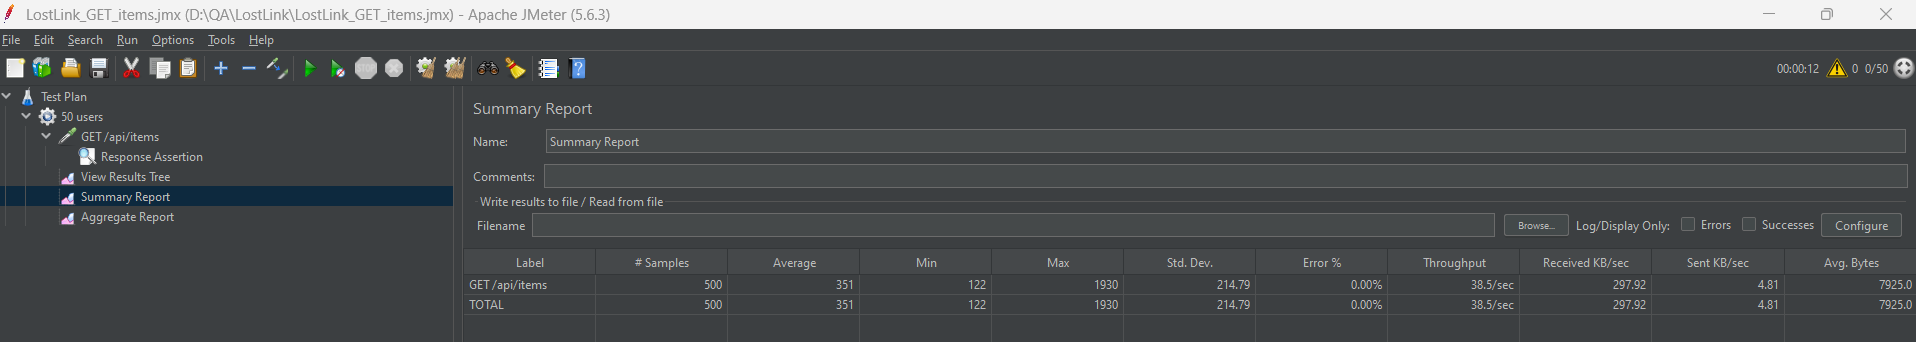 LostLink_GET_items.jmx (D:\QA\LostLink\LostLink_GET_items.jmx) - Apache JMeter (5.6.3)
File Edit Search Run Options Tools Help
00:00:12 0 0/50
Test Plan
50 users
GET /api/items
Response Assertion
View Results Tree
Summary Report
Aggregate Report
Summary Report
Name: Summary Report
Comments:
Write results to file / Read from file
Filename Browse... Log/Display Only: Errors Successes Configure
Label # Samples Average Min Max Std. Dev. Error % Throughput Received KB/sec Sent KB/sec Avg. Bytes
GET /api/items 500 351 122 1930 214.79 0.00% 38.5/sec 297.92 4.81 7925.0
TOTAL 500 351 122 1930 214.79 0.00% 38.5/sec 297.92 4.81 7925.0